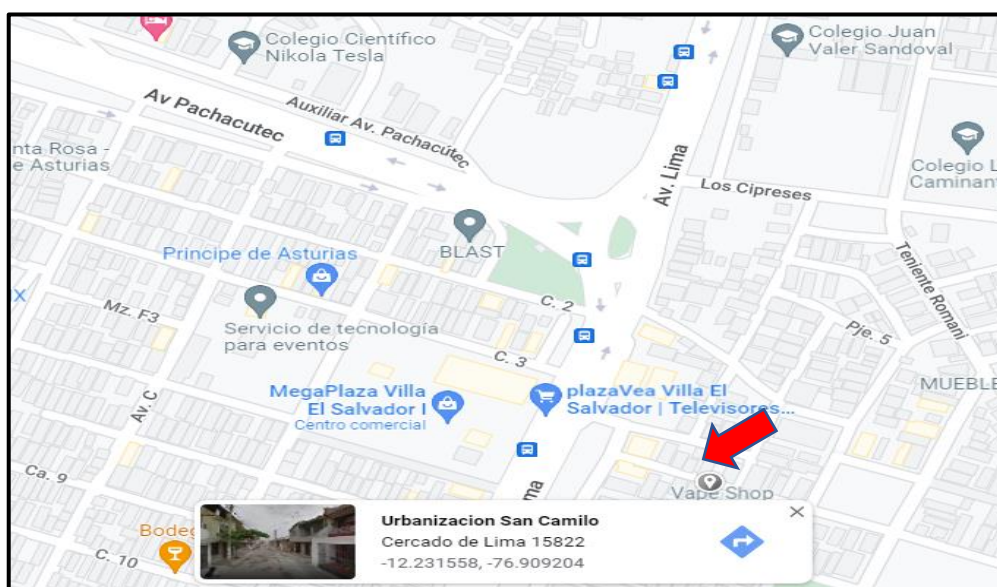 Colegio Científico
Nikola Tesla
Colegio Juan
Valer Sandoval
Av Pachacutec
Auxiliar Av. Pachacútec
nta Rosa -
e Asturias
Av. Lima
Los Cipreses
Colegio L
Caminan
BLAST
Principe de Asturias
Teniente Romani
X
Mz. F3
C. 2
Servicio de tecnología
para eventos
Pje. 5
C. 3
MUEBLE
MegaPlaza Villa
El Salvador I
Centro comercial
plazaVea Villa El
Salvador | Televisores...
Av. C
Ca. 9
ma
Vape Shop
Bode
C. 10
Urbanizacion San Camilo
Cercado de Lima 15822
-12.231558, -76.909204